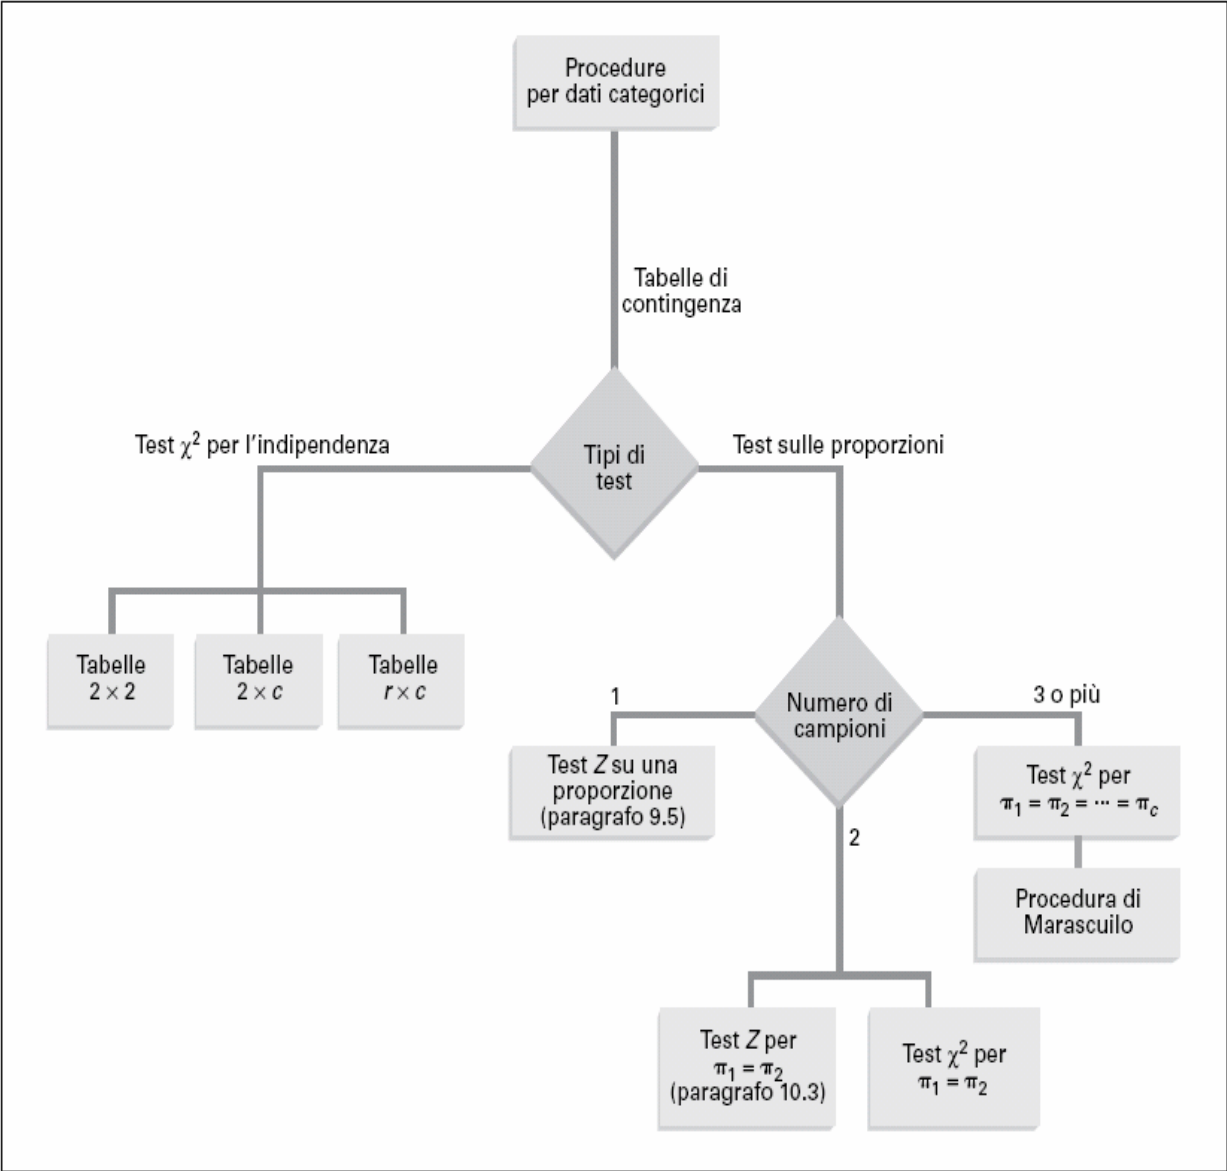 Procedure
per dati categorici
Tabelle di
contingenza
Tipi di
test
Test χ² per l'indipendenza
Test sulle proporzioni
Tabelle
2 × 2
Tabelle
2 × c
Tabelle
r × c
Numero di
campioni
1
3 o più
2
Test Z su una
proporzione
(paragrafo 9.5)
Test χ² per
π₁ = π₂ = ··· = π꜀
Procedura di
Marascuilo
Test Z per
π₁ = π₂
(paragrafo 10.3)
Test χ² per
π₁ = π₂